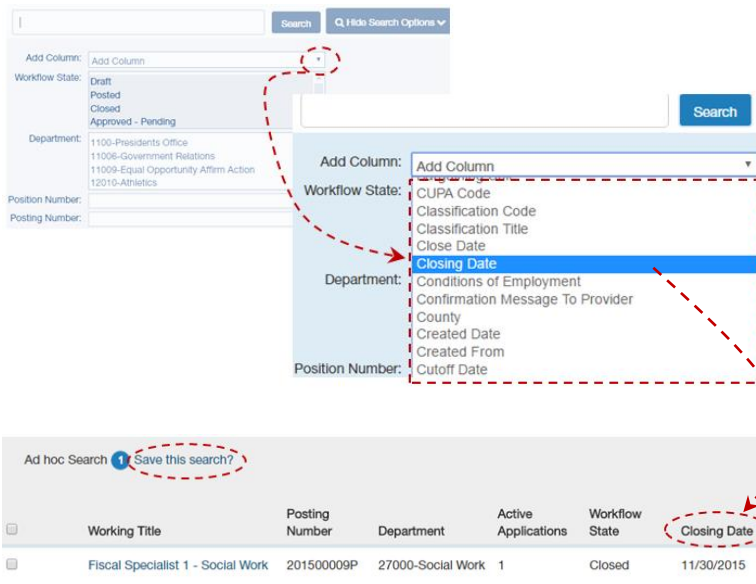 Search
Hide Search Options
Add Column: Add Column
Workflow State: Draft
Posted
Closed
Approved - Pending
Department: 1100-Presidents Office
11006-Government Relations
11009-Equal Opportunity Affirm Action
12010-Athletics
Position Number:
Posting Number:
Search
Add Column: Add Column
Workflow State:
CUPA Code
Classification Code
Classification Title
Close Date
Closing Date
Department:
Conditions of Employment
Confirmation Message To Provider
County
Created Date
Created From
Position Number:
Cutoff Date
Ad hoc Search 1 Save this search?
Working Title Posting Number Department Active Applications Workflow State Closing Date
Fiscal Specialist 1 - Social Work 201500009P 27000-Social Work 1 Closed 11/30/2015